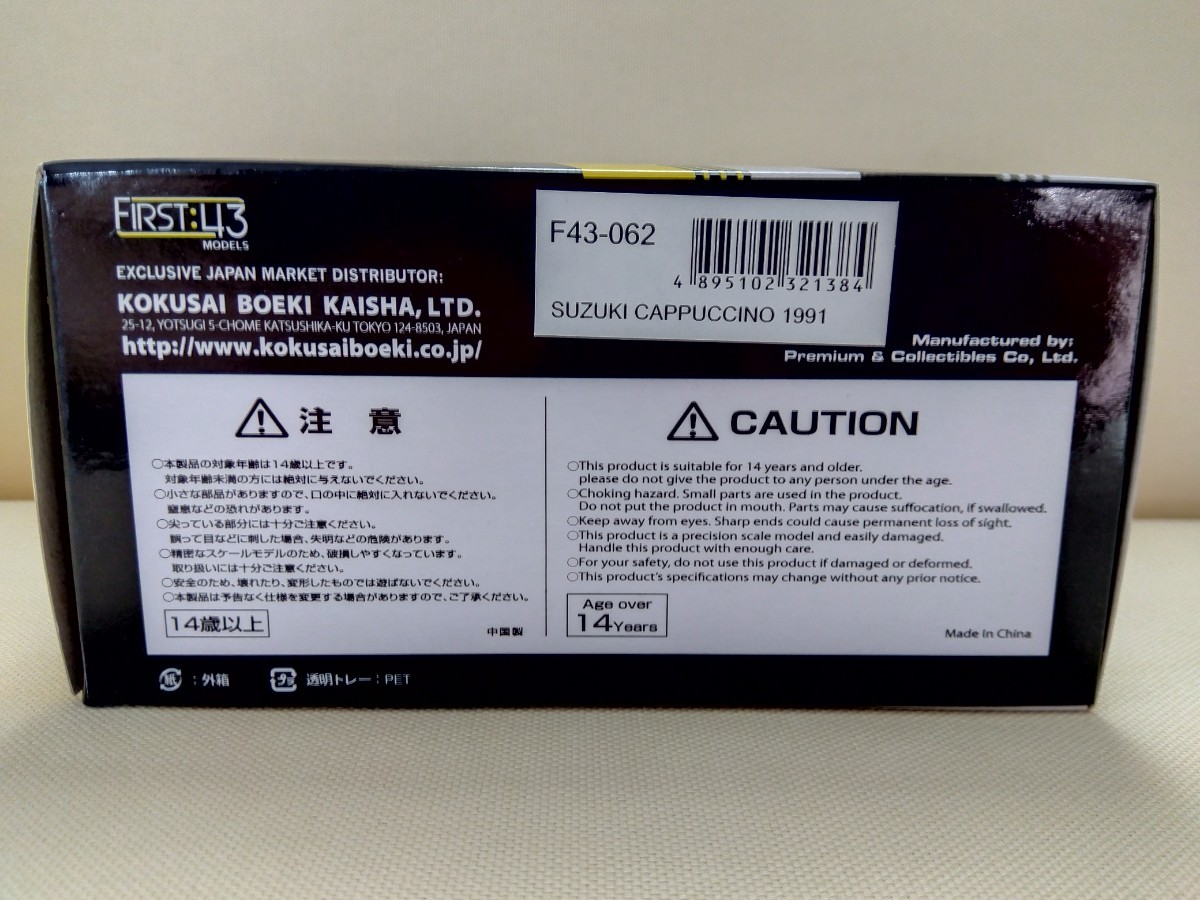 FIRST:43
MODELS
EXCLUSIVE JAPAN MARKET DISTRIBUTOR:
KOKUSAI BOEKI KAISHA, LTD.
25-12, YOTSUGI 5-CHOME KATSUSHIKA-KU TOKYO 124-8503, JAPAN
http://www.kokusaiboeki.co.jp/
F43-062
4 895102 321384
SUZUKI CAPPUCCINO 1991
Manufactured by:
Premium & Collectibles Co, Ltd.
注 意
○本製品の対象年齢は14歳以上です。
対象年齢未満の方には絶対に与えないでください。
○小さな部品がありますので、口の中に絶対に入れないでください。
窒息などの恐れがあります。
○尖っている部分には十分ご注意ください。
誤って目などに刺した場合、失明などの危険があります。
○精密なスケールモデルのため、破損しやすくなっています。
取り扱いには十分ご注意ください。
○安全のため、壊れたり、変形したものでは遊ばないでください。
○本製品は予告なく仕様を変更する場合がありますので、ご了承ください。
14歳以上
中国製
CAUTION
○This product is suitable for 14 years and older.
please do not give the product to any person under the age.
○Choking hazard. Small parts are used in the product.
Do not put the product in mouth. Parts may cause suffocation, if swallowed.
○Keep away from eyes. Sharp ends could cause permanent loss of sight.
○This product is a precision scale model and easily damaged.
Handle this product with enough care.
○For your safety, do not use this product if damaged or deformed.
○This product's specifications may change without any prior notice.
Age over
14Years
Made in China
紙 : 外箱
プラ 透明トレー : PET